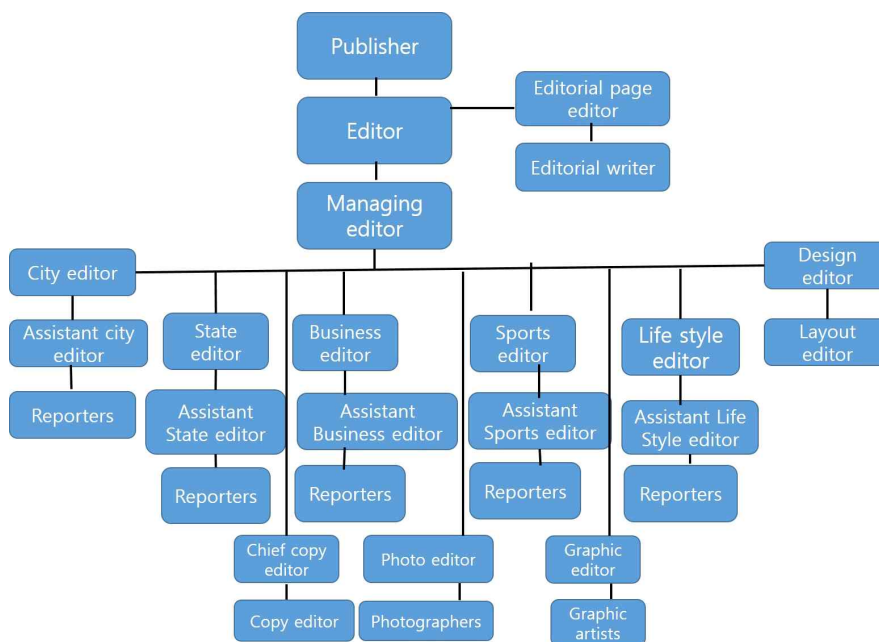 Publisher
Editorial page
editor
Editor
Editorial writer
Managing
editor
City editor
Design
editor
Assistant city
editor
State
editor
Business
editor
Sports
editor
Life style
editor
Layout
editor
Reporters
Assistant
State editor
Assistant
Business editor
Assistant
Sports editor
Assistant Life
Style editor
Reporters
Reporters
Reporters
Reporters
Chief copy
editor
Photo editor
Graphic
editor
Copy editor
Photographers
Graphic
artists